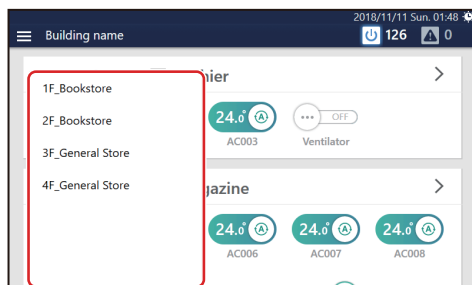 2018/11/11 Sun. 01:48
Building name
126
0
hier
1F_Bookstore
2F_Bookstore
3F_General Store
4F_General Store
24.0° A
OFF
AC003
Ventilator
azine
24.0° A
24.0° A
24.0° A
AC006
AC007
AC008